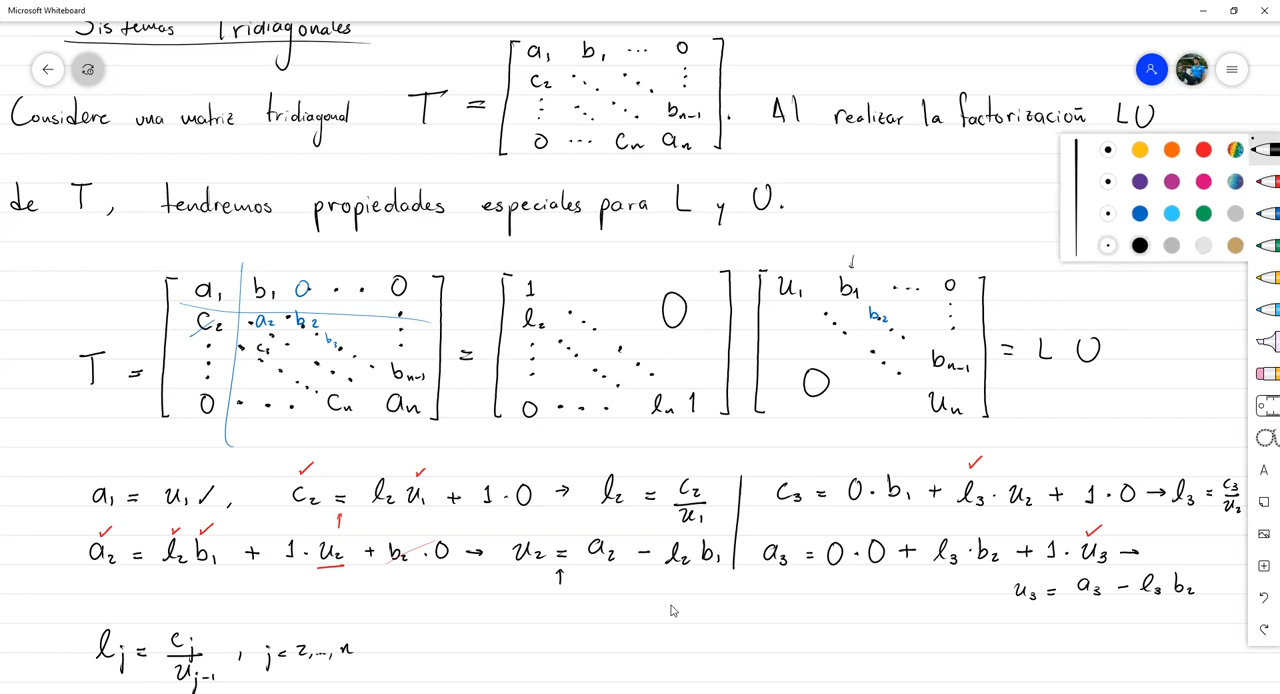 Microsoft Whiteboard
Sistemas Tridiagonales
Considere una matriz tridiagonal T = [ a₁ b₁ ... 0 ; c₂ ⋱ ⋱ ⋮ ; ⋮ ⋱ ⋱ bₙ₋₁ ; 0 ... cₙ aₙ ]. Al realizar la factorización LU
de T, tendremos propiedades especiales para L y U.
T = [ a₁ b₁ 0 . . 0 ; c₂ a₂ b₂ ⋮ ; ⋮ c₃ ⋱ b₃ bₙ₋₁ ; 0 . . . cₙ aₙ ] = [ 1 0 ; l₂ ⋱ ; ⋮ ⋱ ⋱ ; 0 ... lₙ 1 ] [ u₁ b₁ ... 0 ; ⋱ b₂ ⋮ ; 0 ⋱ bₙ₋₁ ; uₙ ] = L U
a₁ = u₁ ✓, c₂ = l₂ u₁ + 1·0 → l₂ = c₂/u₁ | c₃ = 0·b₁ + l₃·u₂ + 1·0 → l₃ = c₃/u₂
a₂ = l₂ b₁ + 1·u₂ + b₂·0 → u₂ = a₂ - l₂ b₁ | a₃ = 0·0 + l₃·b₂ + 1·u₃ →
u₃ = a₃ - l₃ b₂
lⱼ = cⱼ/uⱼ₋₁ , j = 2,..., n